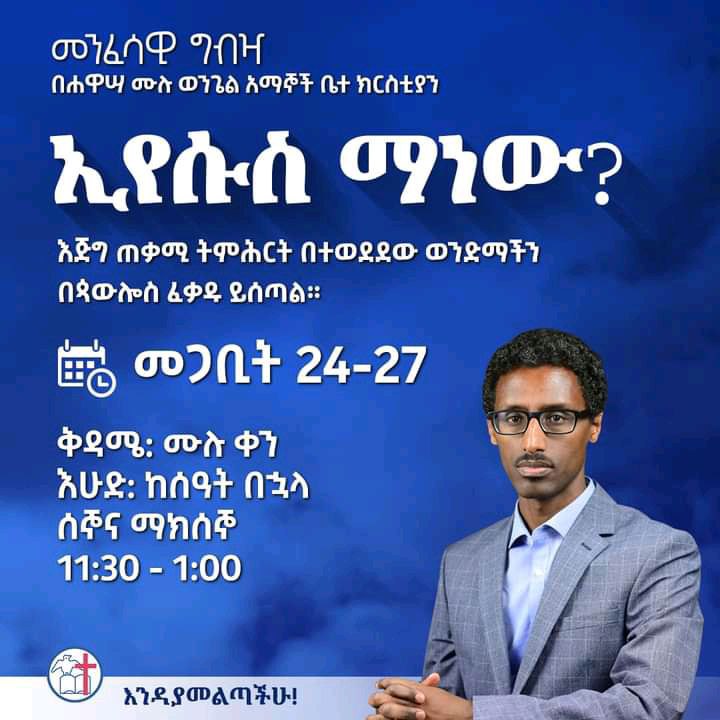 መንፈሳዊ ግብዣ
በሐዋሣ ሙሉ ወንጌል አማኞች ቤተ ክርስቲያን
ኢየሱስ ማነው?
እጅግ ጠቃሚ ትምሕርት በተወደደው ወንድማችን
በጳውሎስ ፈቃዱ ይሰጣል።
መጋቢት 24-27
ቅዳሜ: ሙሉ ቀን
እሁድ: ከሰዓት በኋላ
ሰኞና ማክሰኞ
11:30 - 1:00
እንዲያመልጣችሁ!